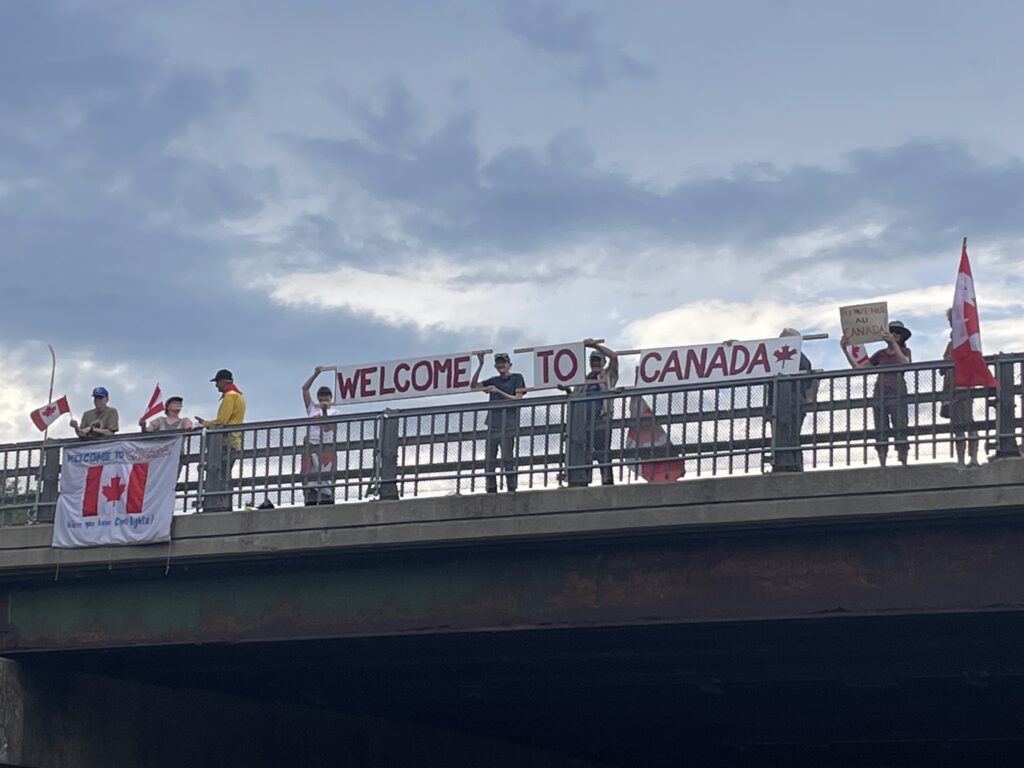 WELCOME TO CANADA
WELCOME TO CANADA
Where you have Civil Rights!
BIENVENUE
AU
CANADA